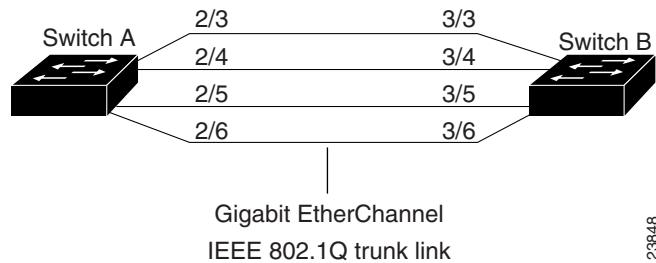 2/3 3/3
Switch A Switch B
2/4 3/4
2/5 3/5
2/6 3/6
Gigabit EtherChannel
IEEE 802.1Q trunk link
23848